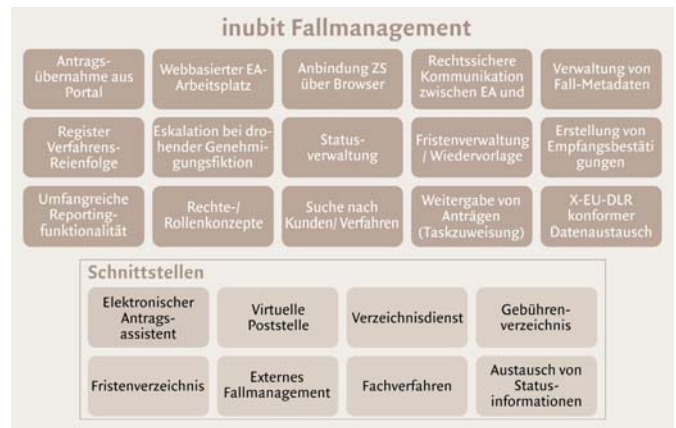 inubit Fallmanagement
Antrags-
übernahme aus
Portal
Webbasierter EA-
Arbeitsplatz
Anbindung ZS
über Browser
Rechtssichere
Kommunikation
zwischen EA und
Verwaltung von
Fall-Metadaten
Register
Verfahrens-
Reienfolge
Eskalation bei dro-
hender Genehmi-
gungsfiktion
Status-
verwaltung
Fristenverwaltung
/ Wiedervorlage
Erstellung von
Empfangsbestäti
gungen
Umfangreiche
Reporting-
funktionalität
Rechte-/
Rollenkonzepte
Suche nach
Kunden/ Verfahren
Weitergabe von
Anträgen
(Taskzuweisung)
X-EU-DLR
konformer
Datenaustausch
Schnittstellen
Elektronischer
Antrags-
assistent
Virtuelle
Poststelle
Verzeichnisdienst
Gebühren-
verzeichnis
Fristenverzeichnis
Externes
Fallmanagement
Fachverfahren
Austausch von
Status-
informationen